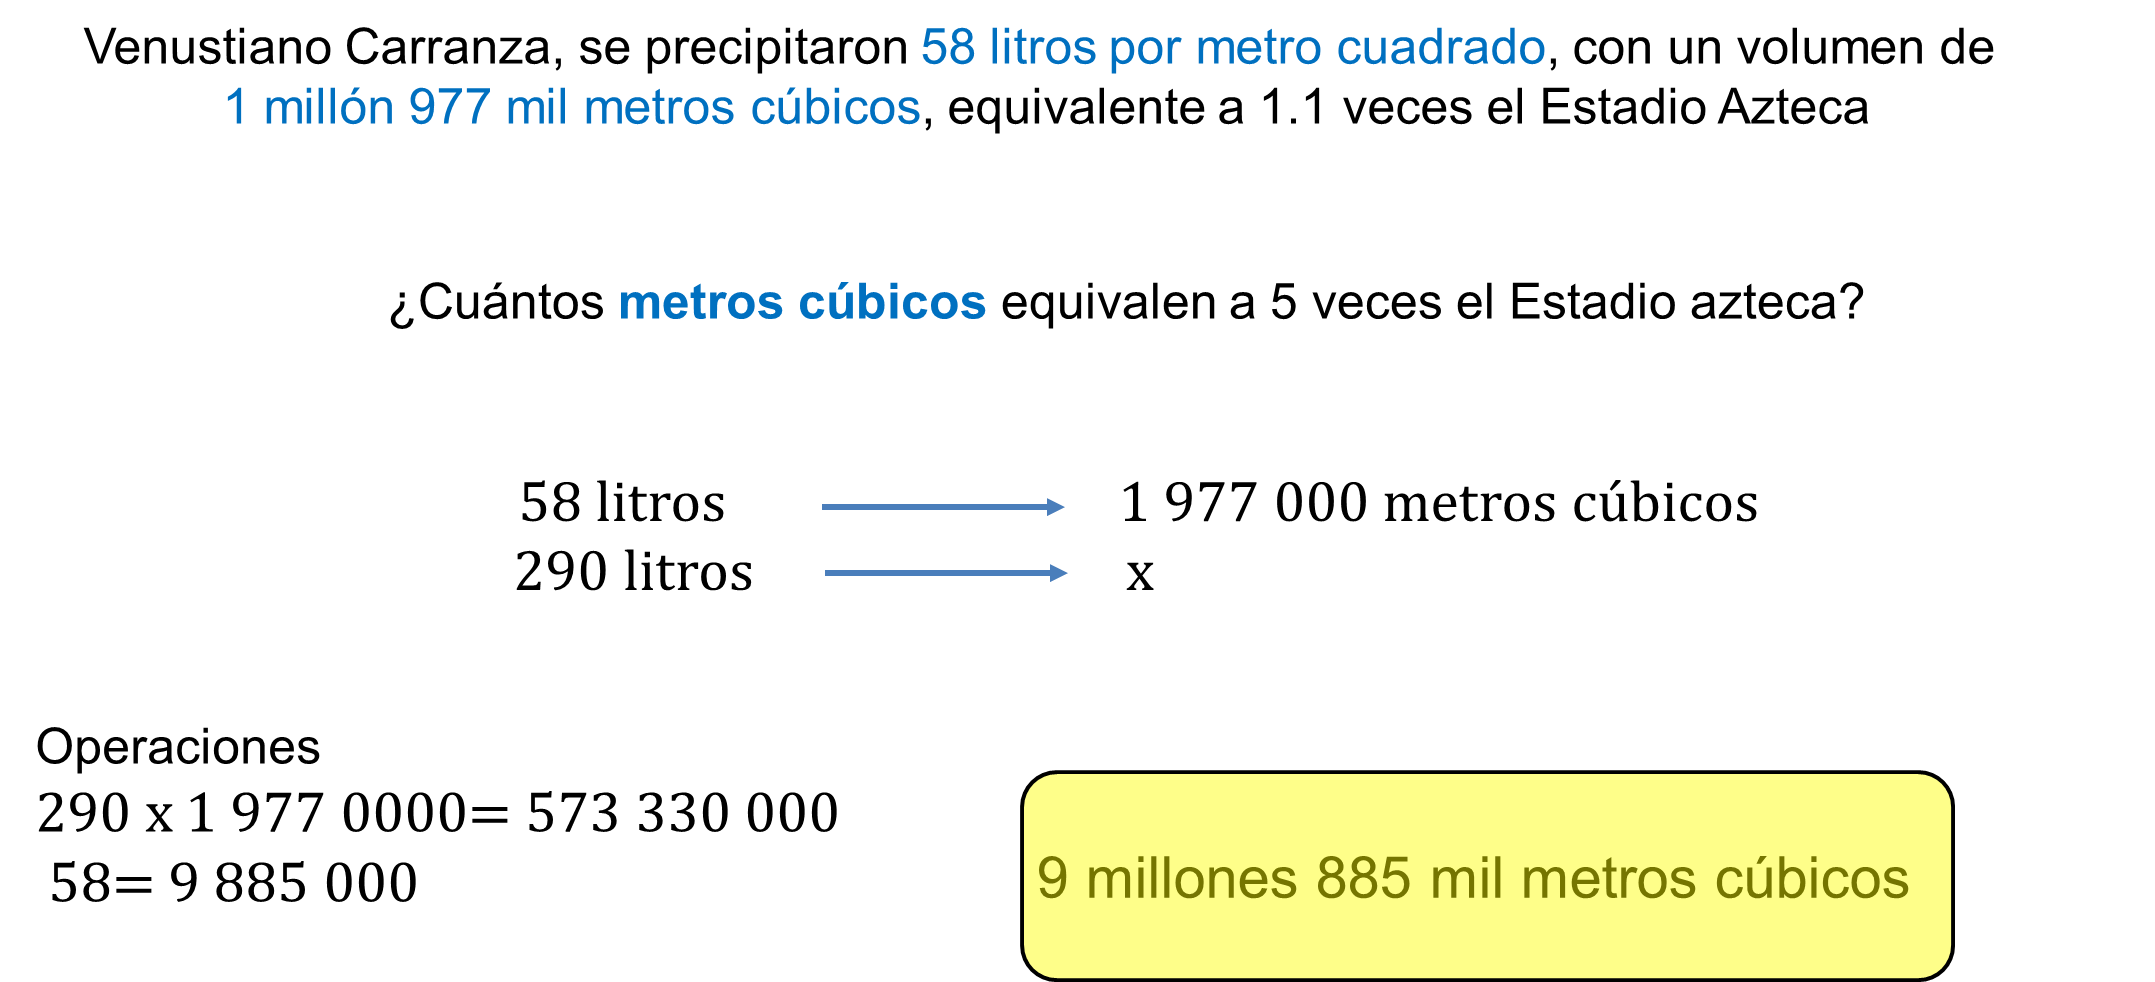 Venustiano Carranza, se precipitaron 58 litros por metro cuadrado, con un volumen de
1 millón 977 mil metros cúbicos, equivalente a 1.1 veces el Estadio Azteca
¿Cuántos metros cúbicos equivalen a 5 veces el Estadio azteca?
58 litros 1 977 000 metros cúbicos
290 litros x
Operaciones
290 x 1 977 0000= 573 330 000
58= 9 885 000
9 millones 885 mil metros cúbicos